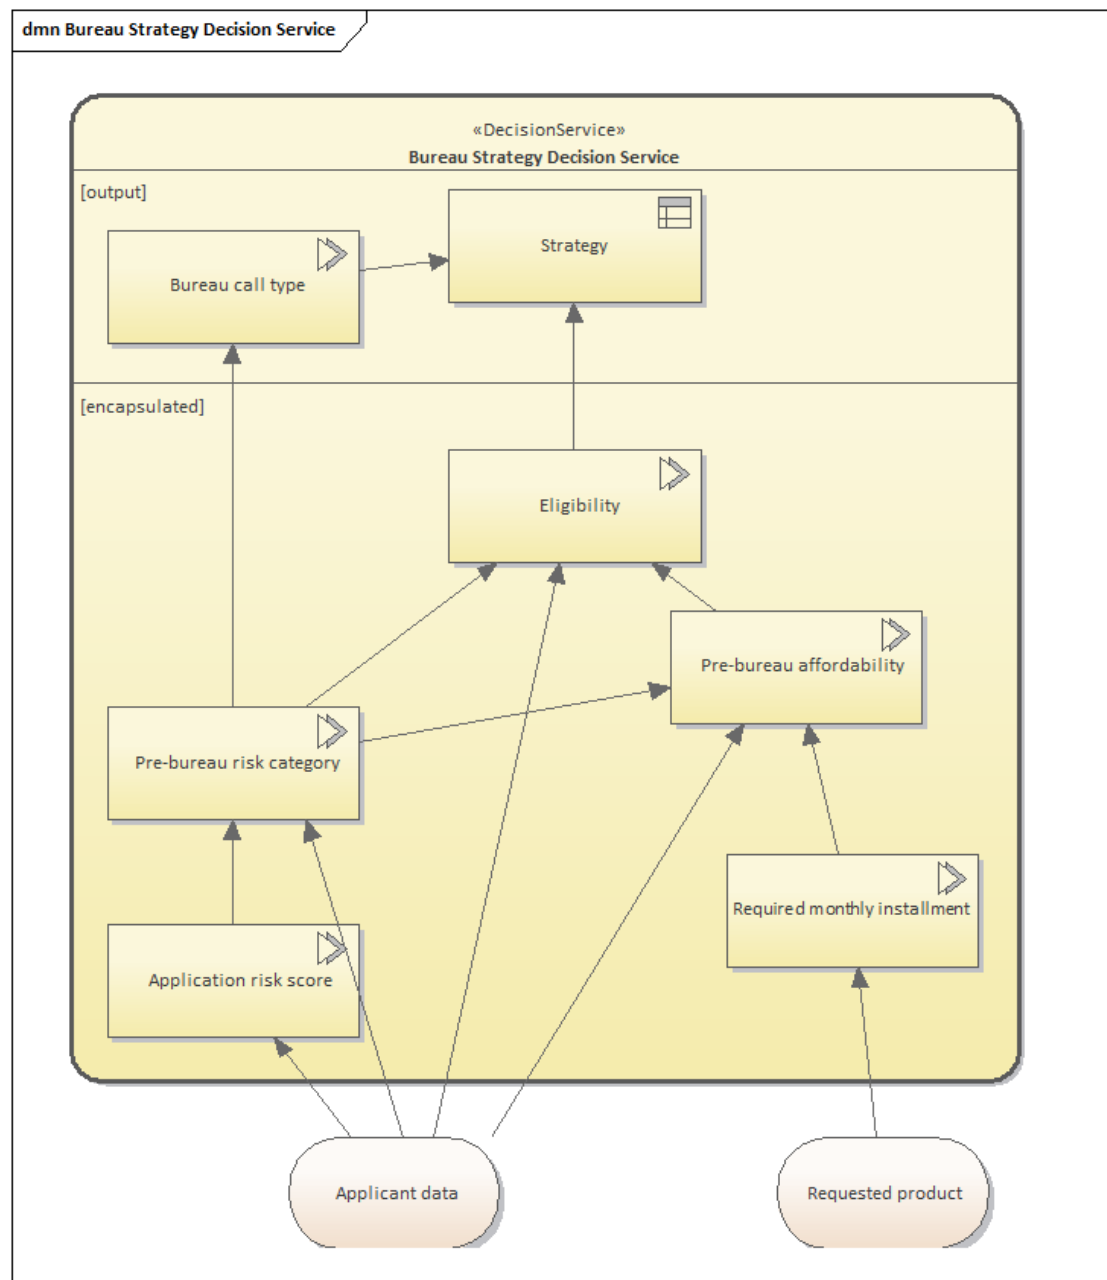 dmn Bureau Strategy Decision Service
«DecisionService»
Bureau Strategy Decision Service
[output]
Strategy
Bureau call type
[encapsulated]
Eligibility
Pre-bureau affordability
Pre-bureau risk category
Required monthly installment
Application risk score
Applicant data
Requested product